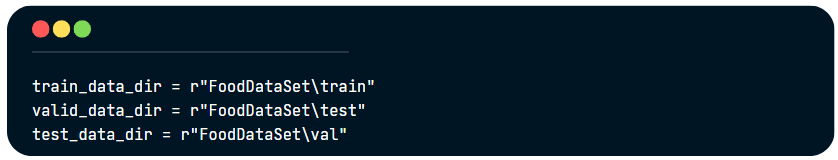 train_data_dir = r"FoodDataSet\train"
valid_data_dir = r"FoodDataSet\test"
test_data_dir = r"FoodDataSet\val"